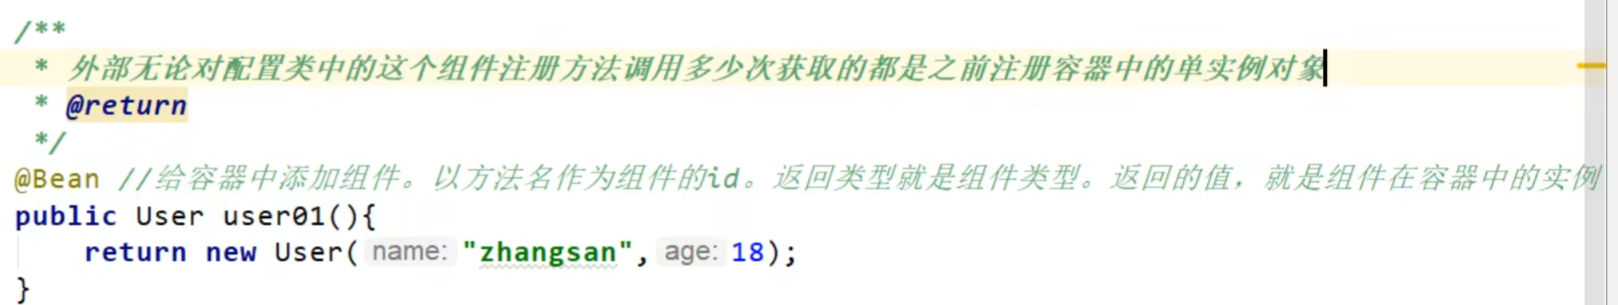 /**
 * 外部无论对配置类中的这个组件注册方法调用多少次获取的都是之前注册容器中的单实例对象
 * @return
 */
@Bean //给容器中添加组件。以方法名作为组件的id。返回类型就是组件类型。返回的值，就是组件在容器中的实例
public User user01(){
    return new User( name: "zhangsan", age: 18);
}